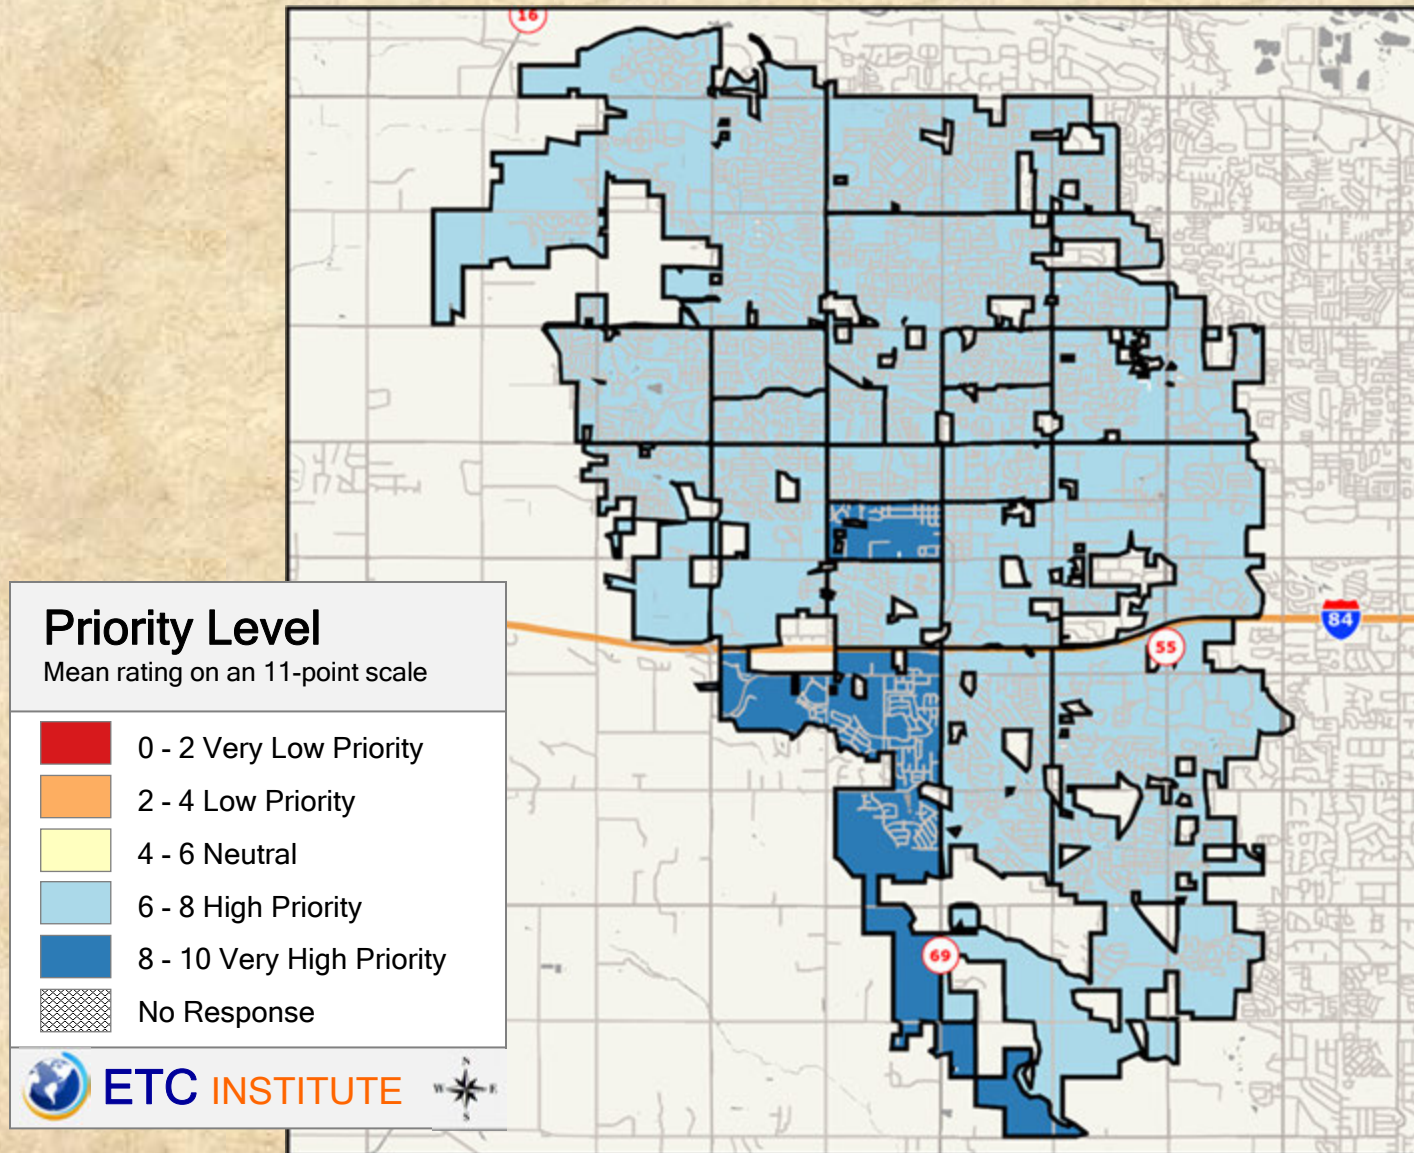 16
84
55
69
Priority Level
Mean rating on an 11-point scale
0 - 2 Very Low Priority
2 - 4 Low Priority
4 - 6 Neutral
6 - 8 High Priority
8 - 10 Very High Priority
No Response
ETC INSTITUTE
N
W E
S